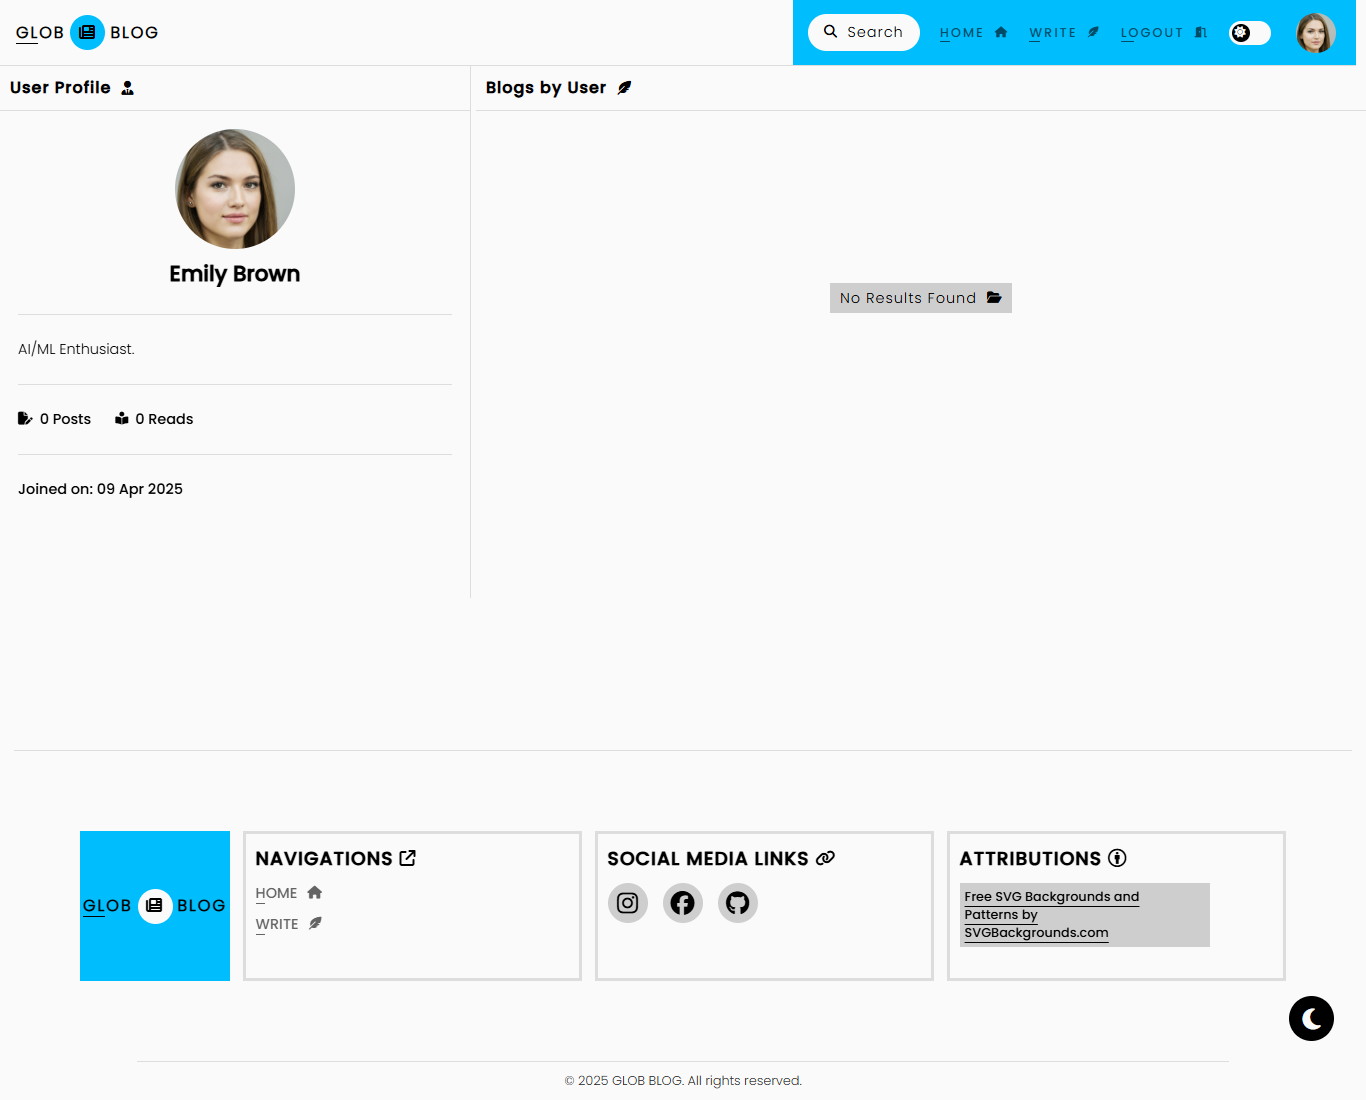 GLOB BLOG
Search HOME WRITE LOGOUT
User Profile
Blogs by User
Emily Brown
No Results Found
AI/ML Enthusiast.
0 Posts 0 Reads
Joined on: 09 Apr 2025
GLOB BLOG
NAVIGATIONS
HOME
WRITE
SOCIAL MEDIA LINKS
ATTRIBUTIONS
Free SVG Backgrounds and
Patterns by
SVGBackgrounds.com
© 2025 GLOB BLOG. All rights reserved.